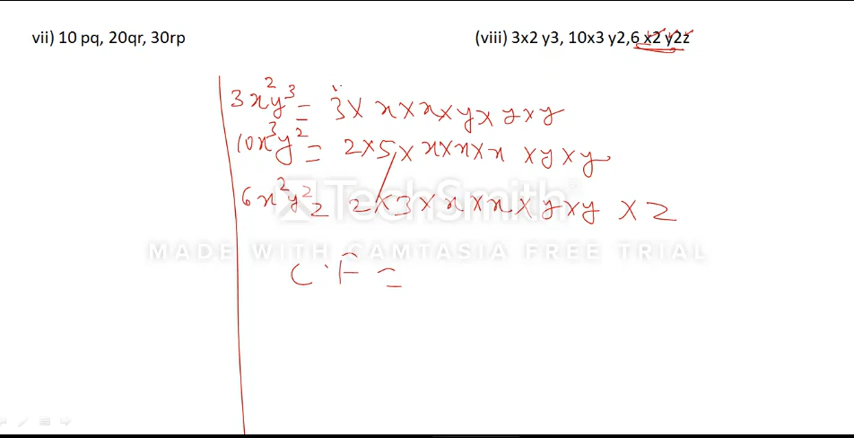 vii) 10 pq, 20qr, 30rp
(viii) 3x2 y3, 10x3 y2,6 x2 y2z
3x²y³ = 3 × x × x × y × y × y
10x³y² = 2 × 5 × x × x × x × y × y
6x²y²z 2 × 3 × x × x × y × y × z
TechSmith
MADE WITH CAMTASIA FREE TRIAL
C.F =